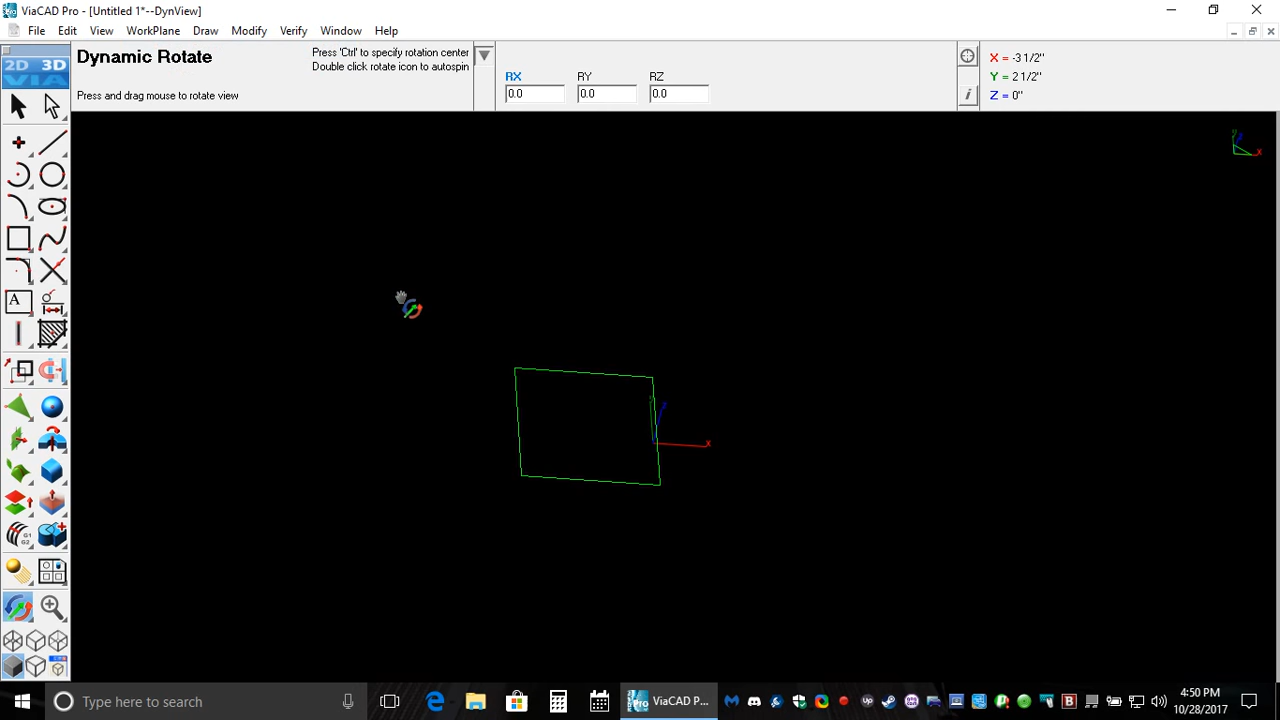 ViaCAD Pro - [Untitled 1*--DynView]
File Edit View WorkPlane Draw Modify Verify Window Help
2D 3D
VIA
Dynamic Rotate
Press 'Ctrl' to specify rotation center
Double click rotate icon to autospin
Press and drag mouse to rotate view
RX RY RZ
0.0 0.0 0.0
X = -3 1/2"
Y = 2 1/2"
Z = 0"
y
z
x
A
z
x
G1
G2
Type here to search
ViaCAD P...
4:50 PM
10/28/2017